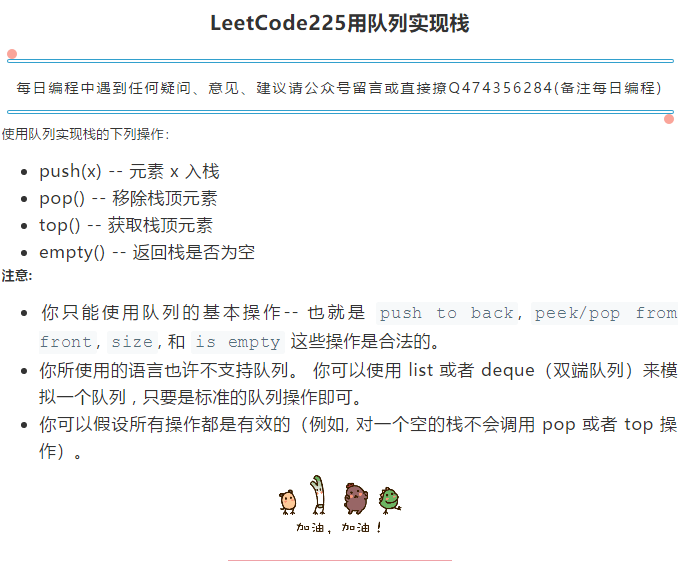 LeetCode225用队列实现栈
每日编程中遇到任何疑问、意见、建议请公众号留言或直接撩Q474356284(备注每日编程)
使用队列实现栈的下列操作：
push(x) -- 元素 x 入栈
pop() -- 移除栈顶元素
top() -- 获取栈顶元素
empty() -- 返回栈是否为空
注意:
你只能使用队列的基本操作-- 也就是 push to back, peek/pop from
front, size, 和 is empty 这些操作是合法的。
你所使用的语言也许不支持队列。 你可以使用 list 或者 deque（双端队列）来模
拟一个队列 , 只要是标准的队列操作即可。
你可以假设所有操作都是有效的（例如, 对一个空的栈不会调用 pop 或者 top 操
作）。
加油，加油！